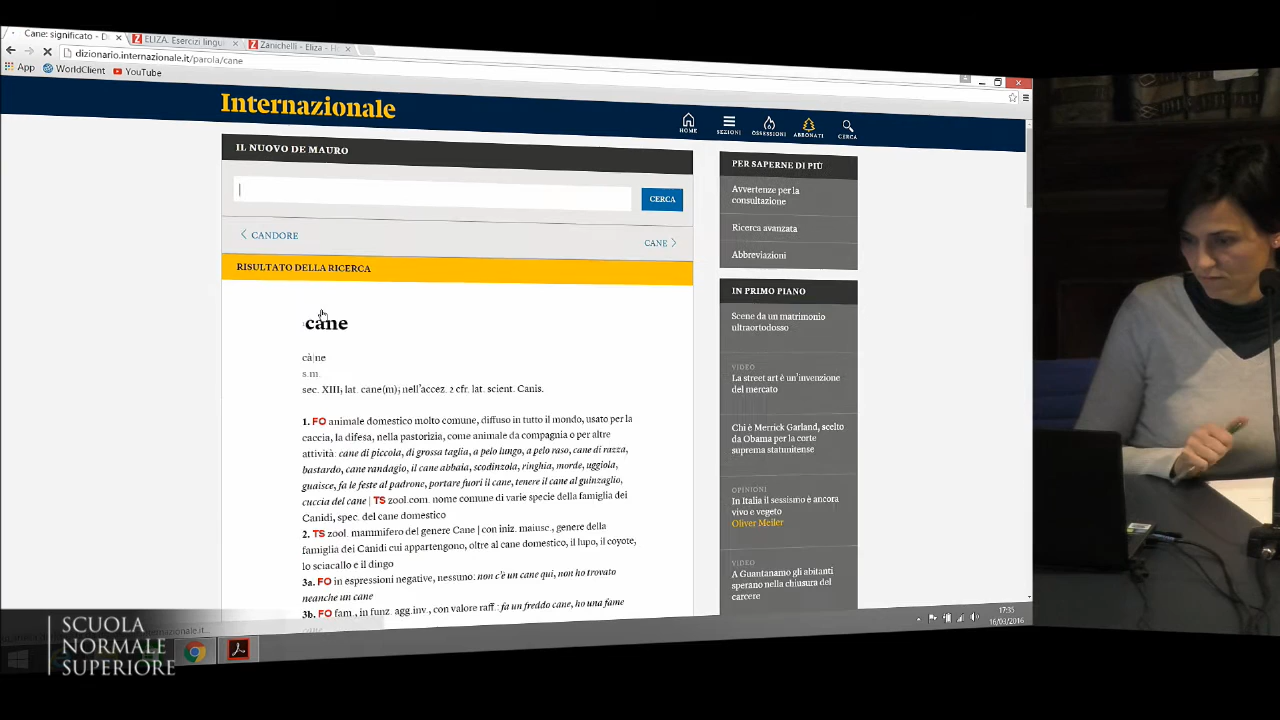 Cane: significato - D
ELIZA. Esercizi lingu
Zanichelli - Eliza - H
dizionario.internazionale.it/parola/cane
App
WorldClient
YouTube
Internazionale
HOME
SEZIONI
OSSESSIONI
ABBONATI
CERCA
IL NUOVO DE MAURO
CERCA
CANDORE
CANE
RISULTATO DELLA RICERCA
cane
cà|ne
s.m.
sec. XIII; lat. cane(m); nell'accez. 2 cfr. lat. scient. Canis.
1. FO animale domestico molto comune, diffuso in tutto il mondo, usato per la
caccia, la difesa, nella pastorizia, come animale da compagnia o per altre
attività: cane di piccola, di grossa taglia, a pelo lungo, a pelo raso, cane di razza,
bastardo, cane randagio, il cane abbaia, scodinzola, ringhia, morde, uggiola,
guaisce, fa le feste al padrone, portare fuori il cane, tenere il cane al guinzaglio,
cuccia del cane | TS zool.com. nome comune di varie specie della famiglia dei
Canidi, spec. del cane domestico
2. TS zool. mammifero del genere Cane | con iniz. maiusc., genere della
famiglia dei Canidi cui appartengono, oltre al cane domestico, il lupo, il coyote,
lo sciacallo e il dingo
3a. FO in espressioni negative, nessuno: non c'è un cane qui, non ho trovato
neanche un cane
3b. FO fam., in funz. agg.inv., con valore raff.: fa un freddo cane, ho una fame
PER SAPERNE DI PIÙ
Avvertenze per la
consultazione
Ricerca avanzata
Abbreviazioni
IN PRIMO PIANO
Scene da un matrimonio
ultraortodosso
VIDEO
La street art è un'invenzione
del mercato
Chi è Merrick Garland, scelto
da Obama per la corte
suprema statunitense
OPINIONI
In Italia il sessismo è ancora
vivo e vegeto
Oliver Meiler
VIDEO
A Guantanamo gli abitanti
sperano nella chiusura del
carcere
17:35
16/03/2016
SCUOLA
NORMALE
SUPERIORE